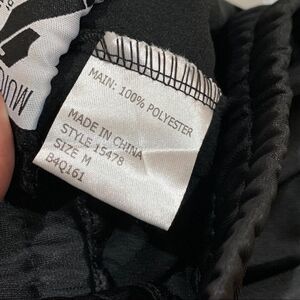 MAIN: 100% POLYESTER
MADE IN CHINA
STYLE 15478
SIZE M
B4Q161